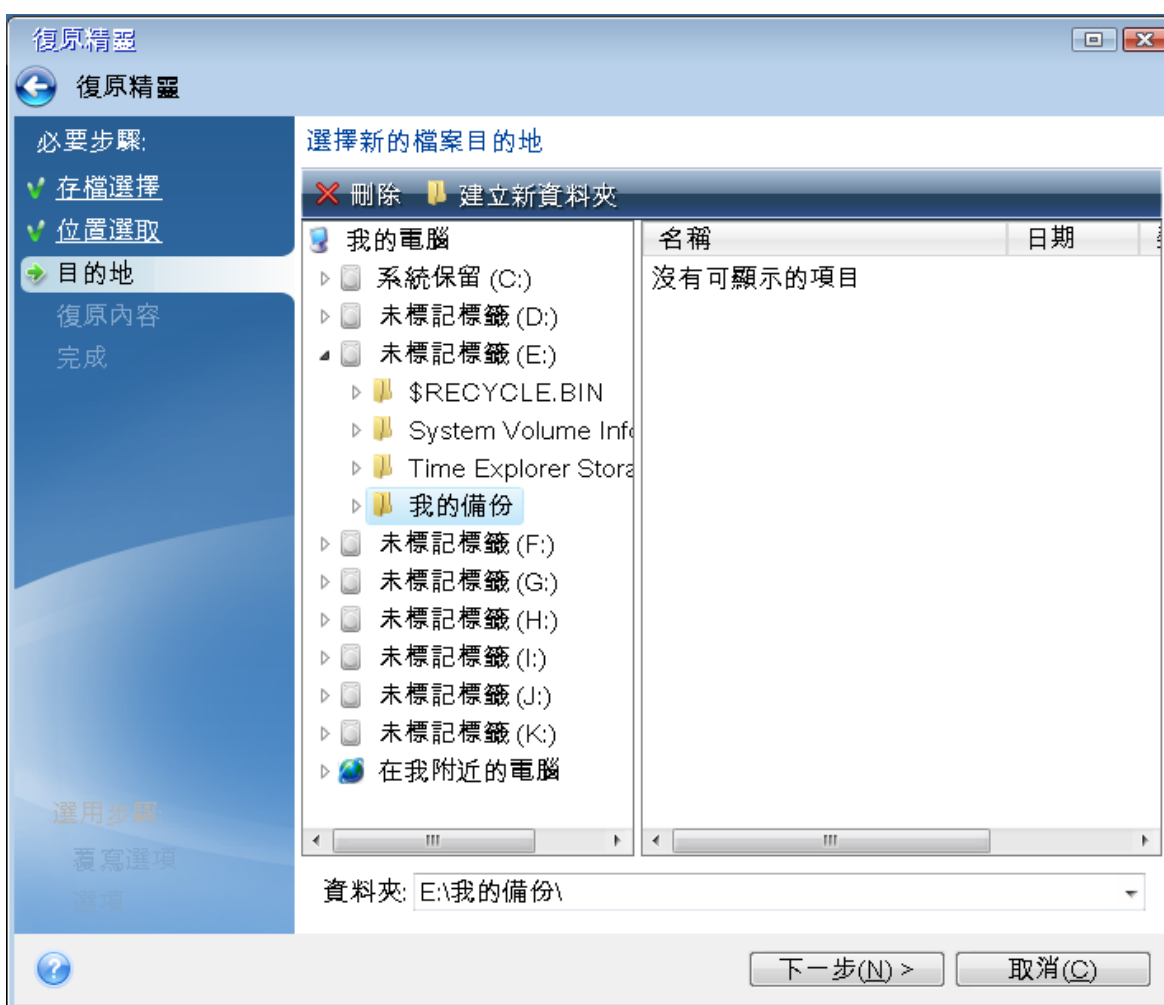 復原精靈
復原精靈
必要步驟:
存檔選擇
位置選取
目的地
復原內容
完成
選用步驟:
覆寫選項
選項
選擇新的檔案目的地
刪除 建立新資料夾
我的電腦
系統保留 (C:)
未標記標籤 (D:)
未標記標籤 (E:)
$RECYCLE.BIN
System Volume Info
Time Explorer Stora
我的備份
未標記標籤 (F:)
未標記標籤 (G:)
未標記標籤 (H:)
未標記標籤 (I:)
未標記標籤 (J:)
未標記標籤 (K:)
在我附近的電腦
名稱 日期
沒有可顯示的項目
資料夾: E:\我的備份\
下一步(N) > 取消(C)